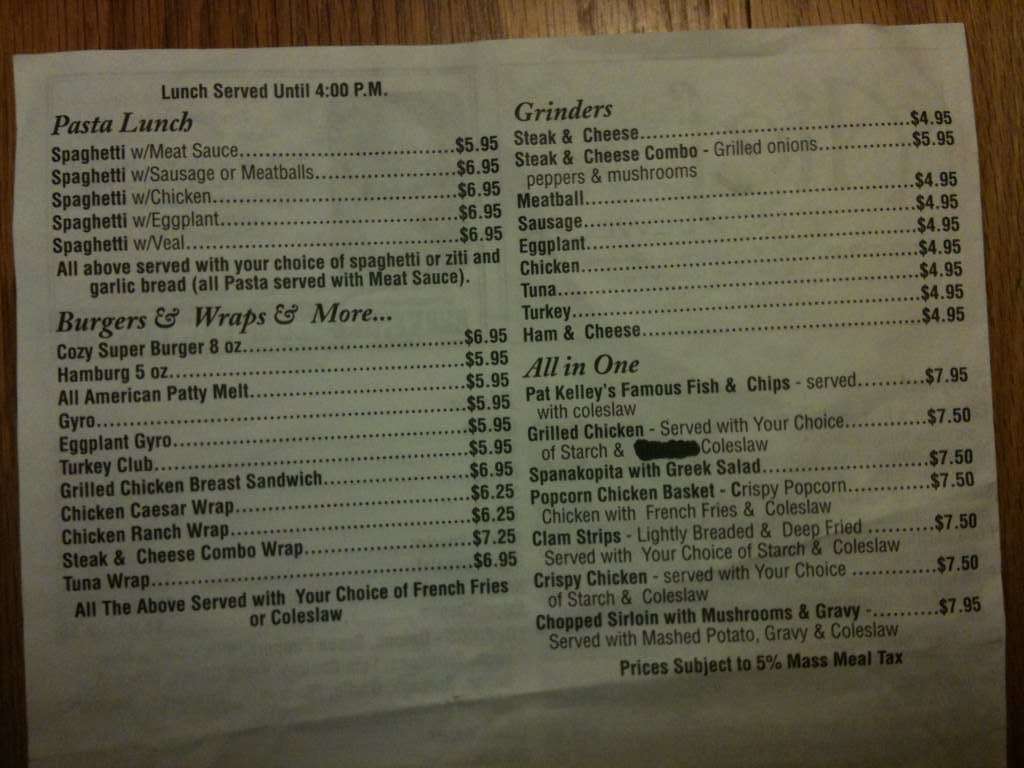 Lunch Served Until 4:00 P.M.
Pasta Lunch
Spaghetti w/Meat Sauce..............................$5.95
Spaghetti w/Sausage or Meatballs....................$6.95
Spaghetti w/Chicken.................................$6.95
Spaghetti w/Eggplant................................$6.95
Spaghetti w/Veal....................................$6.95
All above served with your choice of spaghetti or ziti and
garlic bread (all Pasta served with Meat Sauce).
Burgers & Wraps & More...
Cozy Super Burger 8 oz..............................$6.95
Hamburg 5 oz........................................$5.95
All American Patty Melt.............................$5.95
Gyro................................................$5.95
Eggplant Gyro.......................................$5.95
Turkey Club.........................................$5.95
Grilled Chicken Breast Sandwich.....................$6.95
Chicken Caesar Wrap.................................$6.25
Chicken Ranch Wrap..................................$6.25
Steak & Cheese Combo Wrap...........................$7.25
Tuna Wrap...........................................$6.95
All The Above Served with Your Choice of French Fries
or Coleslaw
Grinders
Steak & Cheese......................................$4.95
Steak & Cheese Combo - Grilled onions...............$5.95
peppers & mushrooms
Meatball............................................$4.95
Sausage.............................................$4.95
Eggplant............................................$4.95
Chicken.............................................$4.95
Tuna................................................$4.95
Turkey..............................................$4.95
Ham & Cheese........................................$4.95
All in One
Pat Kelley's Famous Fish & Chips - served..........$7.95
with coleslaw
Grilled Chicken - Served with Your Choice............$7.50
of Starch & Coleslaw
Spanakopita with Greek Salad.........................$7.50
Popcorn Chicken Basket - Crispy Popcorn.............$7.50
Chicken with French Fries & Coleslaw
Clam Strips - Lightly Breaded & Deep Fried ..........$7.50
Served with Your Choice of Starch & Coleslaw
Crispy Chicken - served with Your Choice ............$7.50
of Starch & Coleslaw
Chopped Sirloin with Mushrooms & Gravy -..........$7.95
Served with Mashed Potato, Gravy & Coleslaw
Prices Subject to 5% Mass Meal Tax